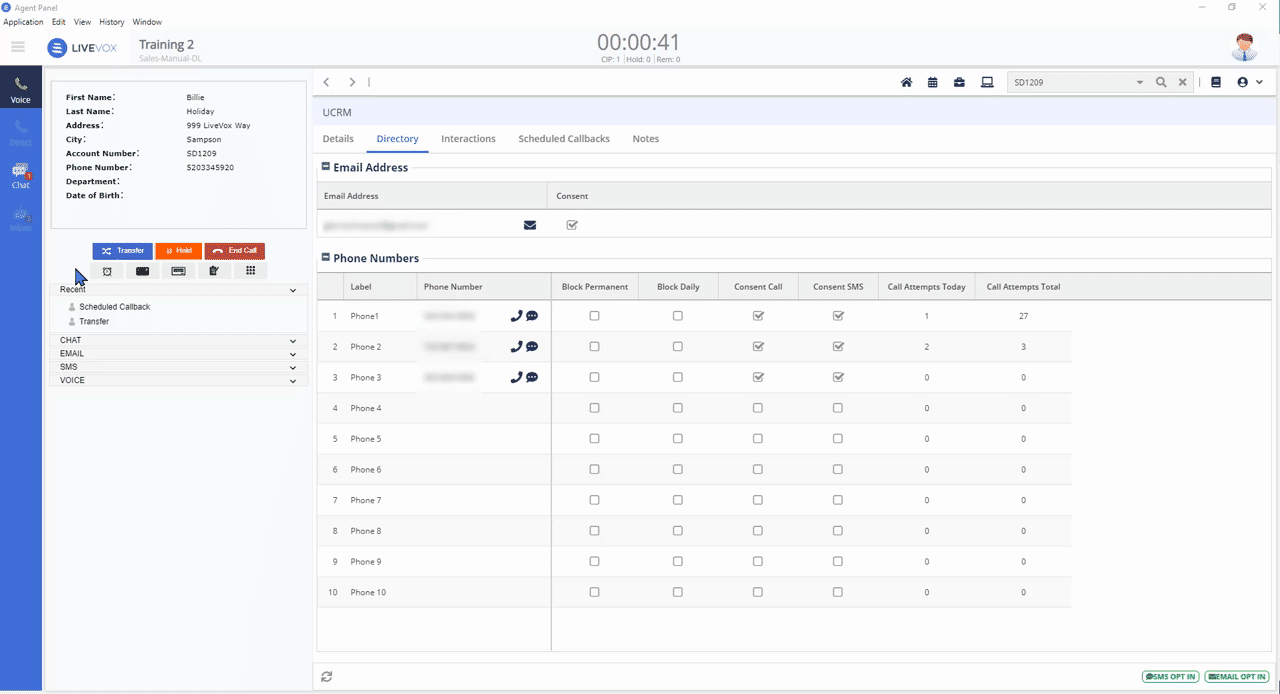 Agent Panel
Application Edit View History Window
LIVEVOX
Training 2
Sales-Manual-DL
00:00:41
CIP: 1 | Hold: 0 | Rem: 0
Voice
Direct
Chat
1
Inbox
First Name: Billie
Last Name: Holiday
Address: 999 LiveVox Way
City: Sampson
Account Number: SD1209
Phone Number: 5203345920
Department:
Date of Birth:
Transfer Hold End Call
Recent
Scheduled Callback
Transfer
CHAT
EMAIL
SMS
VOICE
SD1209
UCRM
Details Directory Interactions Scheduled Callbacks Notes
Email Address
Email Address Consent
Phone Numbers
Label Phone Number Block Permanent Block Daily Consent Call Consent SMS Call Attempts Today Call Attempts Total
1 Phone1 1 27
2 Phone 2 2 3
3 Phone 3 0 0
4 Phone 4 0 0
5 Phone 5 0 0
6 Phone 6 0 0
7 Phone 7 0 0
8 Phone 8 0 0
9 Phone 9 0 0
10 Phone 10 0 0
SMS OPT IN EMAIL OPT IN